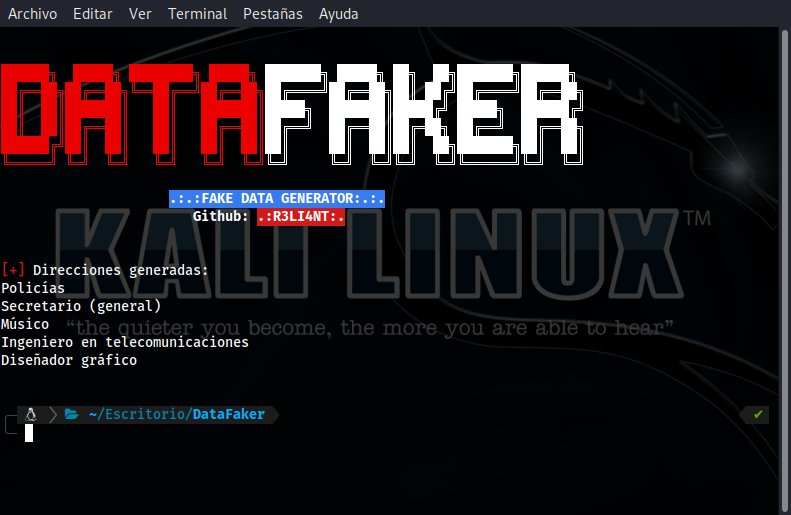 Archivo Editar Ver Terminal Pestañas Ayuda
DATAFAKER
.:.:FAKE DATA GENERATOR:.:.
Github: .:R3LI4NT:.
KALI LINUX™
[+] Direcciones generadas:
Policías
Secretario (general)
Músico
“the quieter you become, the more you are able to hear”
Ingeniero en telecomunicaciones
Diseñador gráfico
~/Escritorio/DataFaker